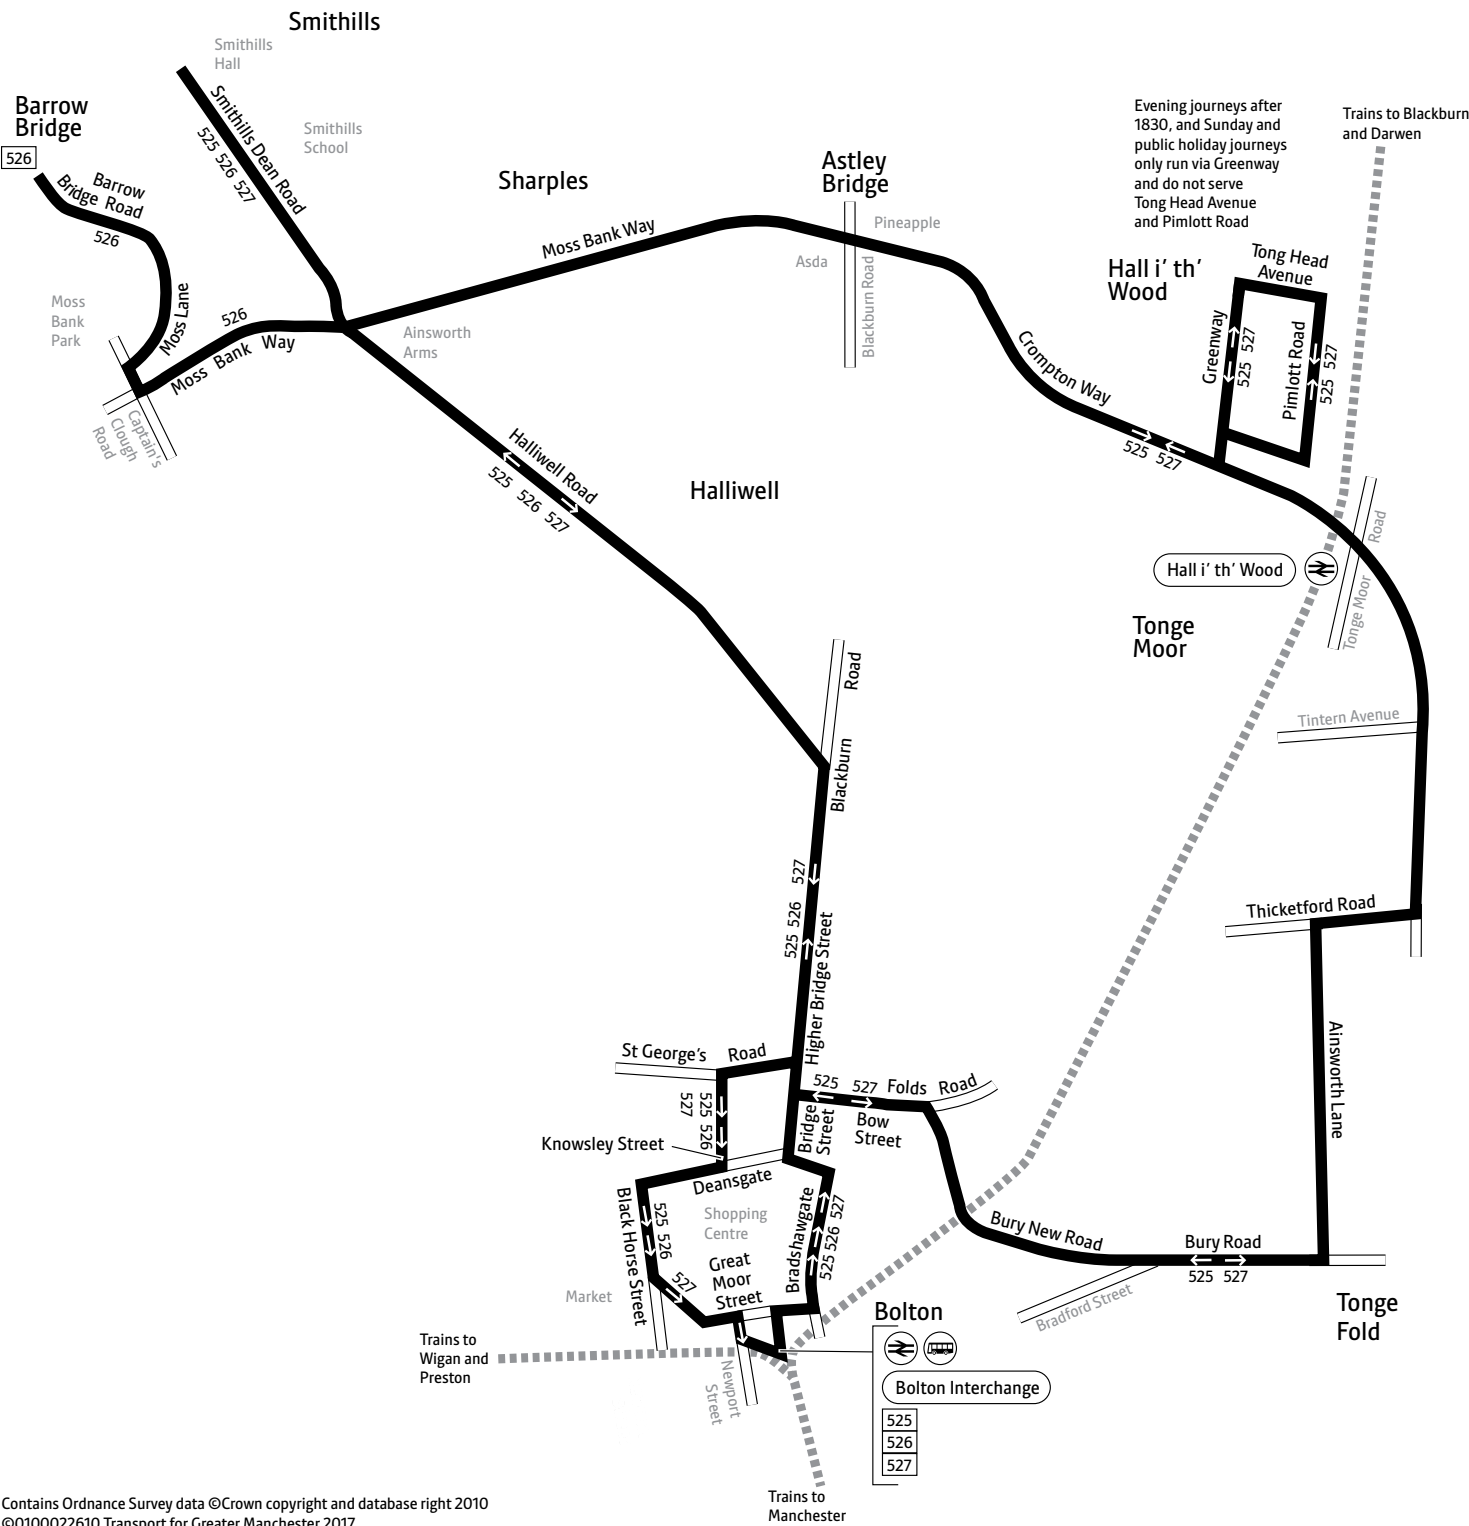 Smithills
Smithills
Hall
Barrow
Bridge
526
Smithills Dean Road
525 526 527
Smithills
School
Barrow
Bridge Road
526
Sharples
Astley
Bridge
Pineapple
Asda
Blackburn Road
Moss Bank Way
Evening journeys after
1830, and Sunday and
public holiday journeys
only run via Greenway
and do not serve
Tong Head Avenue
and Pimlott Road
Trains to Blackburn
and Darwen
Hall i’ th’
Wood
Tong Head
Avenue
Greenway
525 527
Pimlott Road
525 527
Moss
Bank
Park
Moss Lane
526
Moss Bank Way
Ainsworth
Arms
Captain’s
Clough
Road
Crompton Way
525 527
Halliwell Road
525 526 527
Halliwell
Hall i’ th’ Wood
Tonge Moor Road
Tonge
Moor
Tintern Avenue
Blackburn Road
525 526 527
Higher Bridge Street
Thicketford Road
Ainsworth Lane
St George’s Road
525 526
527
Knowsley Street
525 527
Folds Road
Bow
Street
Bridge
Street
Deansgate
Shopping
Centre
Black Horse Street
525 526
527
Great
Moor
Street
Bradshawgate
525 526 527
Bury New Road
Bury Road
525 527
Bradford Street
Tonge
Fold
Market
Trains to
Wigan and
Preston
Newport
Street
Bolton
Bolton Interchange
525
526
527
Trains to
Manchester
Contains Ordnance Survey data ©Crown copyright and database right 2010
©0100022610 Transport for Greater Manchester 2017